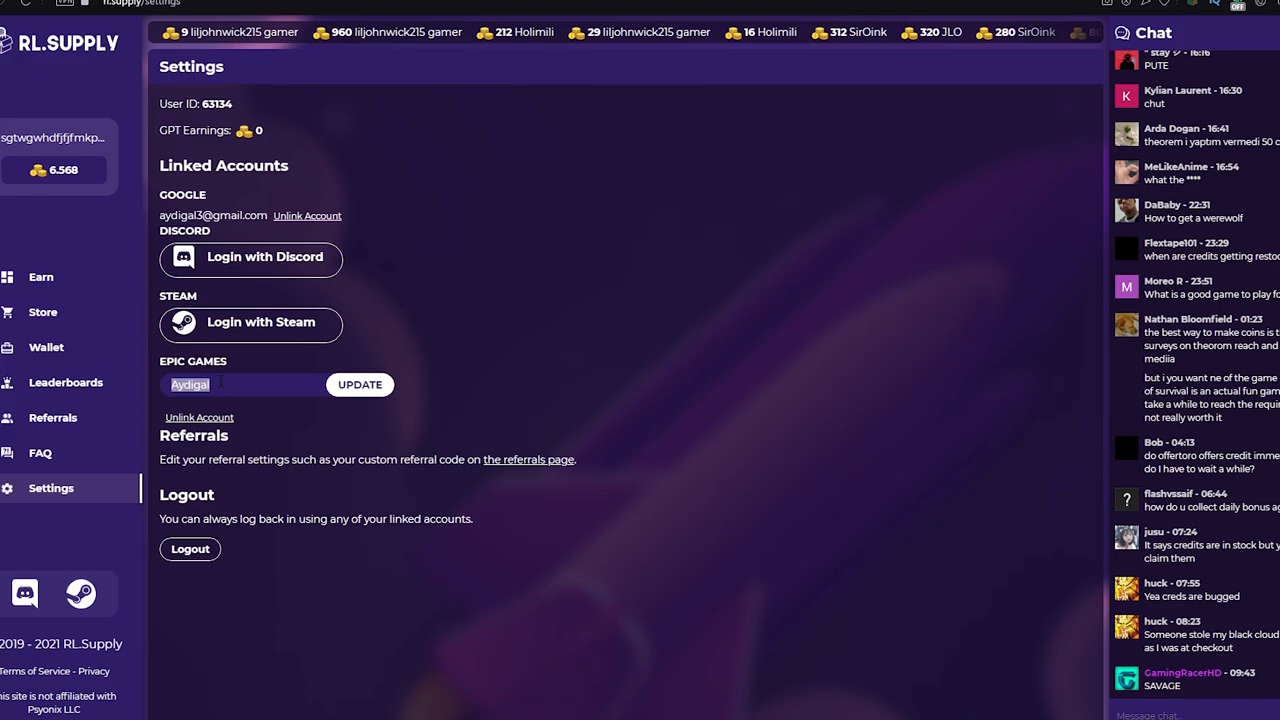 rl.supply/settings
VPN
OFF
RL.SUPPLY
sgtwgwhdfjfjfmkp...
6.568
Earn
Store
Wallet
Leaderboards
Referrals
FAQ
Settings
2019 - 2021 RL.Supply
Terms of Service - Privacy
his site is not affiliated with
Psyonix LLC
9 liljohnwick215 gamer
960 liljohnwick215 gamer
212 Holimili
29 liljohnwick215 gamer
16 Holimili
312 SirOink
320 JLO
280 SirOink
Settings
User ID: 63134
GPT Earnings: 0
Linked Accounts
GOOGLE
aydigal3@gmail.com Unlink Account
DISCORD
Login with Discord
STEAM
Login with Steam
EPIC GAMES
Aydigal
UPDATE
Unlink Account
Referrals
Edit your referral settings such as your custom referral code on the referrals page.
Logout
You can always log back in using any of your linked accounts.
Logout
Chat
stay - 16:16
PUTE
K
Kylian Laurent - 16:30
chut
Arda Dogan - 16:41
theorem i yaptım vermedi 50 c
MeLikeAnime - 16:54
what the ****
DaBaby - 22:31
How to get a werewolf
Flextape101 - 23:29
when are credits getting resto
M
Moreo R - 23:51
What is a good game to play fo
Nathan Bloomfield - 01:23
the best way to make coins is t
surveys on theorom reach and
mediia
but i you want ne of the game
of survival is an actual fun gam
take a while to reach the requir
not really worth it
Bob - 04:13
do offertoro offers credit imme
do I have to wait a while?
?
flashvssaif - 06:44
how do u collect daily bonus ag
jusu - 07:24
It says credits are in stock but y
claim them
huck - 07:55
Yea creds are bugged
huck - 08:23
Someone stole my black cloud
as I was at checkout
GamingRacerHD - 09:43
SAVAGE
Message chat...